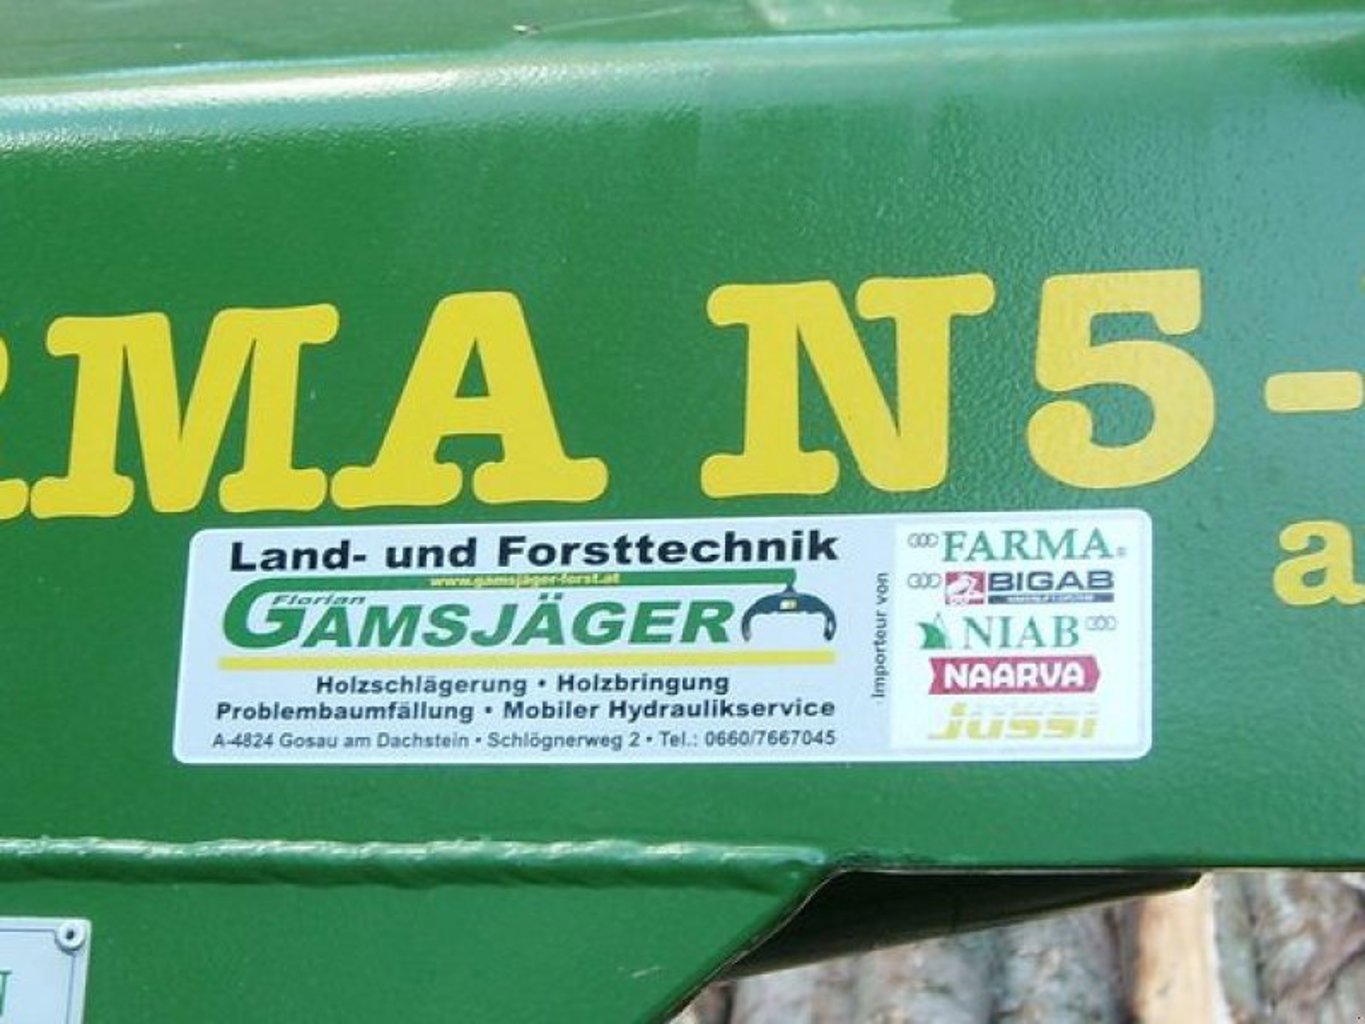 RMA N5-
a
Land- und Forsttechnik
www.gamsjäger-forst.at
Florian
GAMSJÄGER
Holzschlägerung • Holzbringung
Problembaumfällung • Mobiler Hydraulikservice
A-4824 Gosau am Dachstein • Schlögnerweg 2 • Tel.: 0660/7667045
Importeur von
FARMA®
BIGAB
NIAB
NAARVA
jussi
N